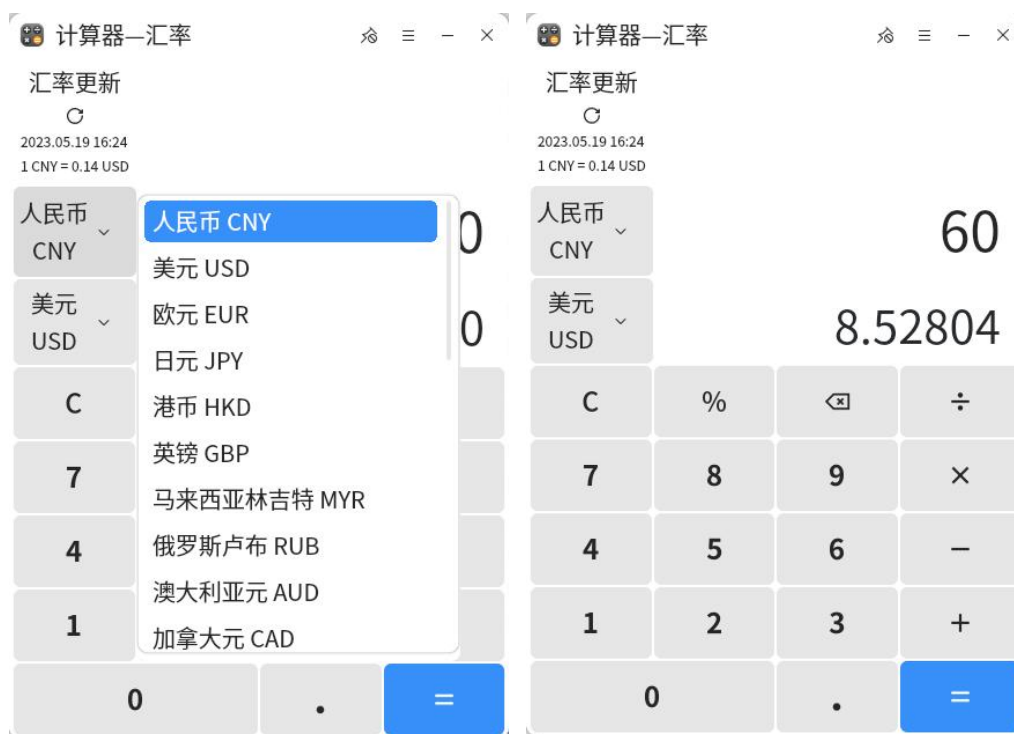 计算器—汇率
汇率更新
2023.05.19 16:24
1 CNY = 0.14 USD
人民币
CNY
0
美元
USD
0
人民币 CNY
美元 USD
欧元 EUR
日元 JPY
港币 HKD
英镑 GBP
马来西亚林吉特 MYR
俄罗斯卢布 RUB
澳大利亚元 AUD
加拿大元 CAD
C
7
4
1
0 . =
计算器—汇率
汇率更新
2023.05.19 16:24
1 CNY = 0.14 USD
人民币
CNY
60
美元
USD
8.52804
C % ÷
7 8 9 ×
4 5 6 −
1 2 3 +
0 . =